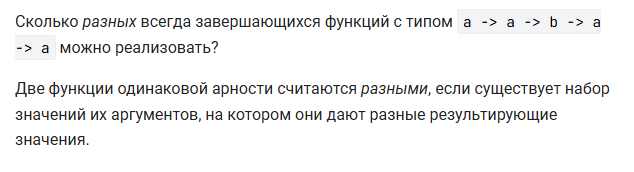 Сколько разных всегда завершающихся функций с типом a -> a -> b -> a
-> a можно реализовать?
Две функции одинаковой арности считаются разными, если существует набор
значений их аргументов, на котором они дают разные результирующие
значения.